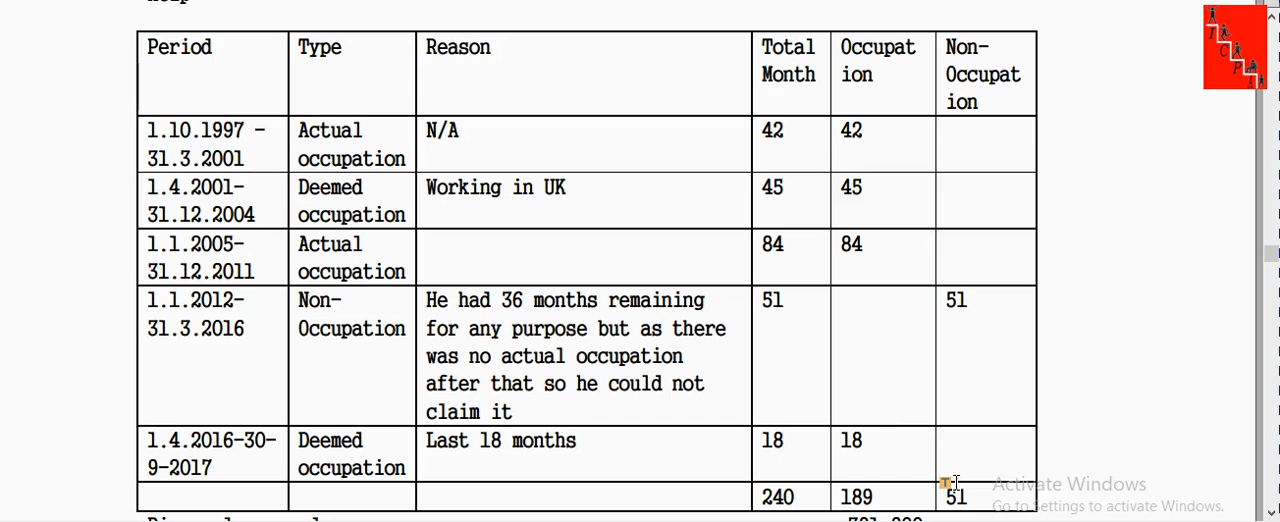 Period Type Reason Total Month Occupat ion Non-Occupat ion
1.10.1997 - 31.3.2001 Actual occupation N/A 42 42
1.4.2001- 31.12.2004 Deemed occupation Working in UK 45 45
1.1.2005- 31.12.2011 Actual occupation 84 84
1.1.2012- 31.3.2016 Non-Occupation He had 36 months remaining for any purpose but as there was no actual occupation after that so he could not claim it 51 51
1.4.2016-30-9-2017 Deemed occupation Last 18 months 18 18
240 189 51
Activate Windows
Go to Settings to activate Windows.
T
C
P